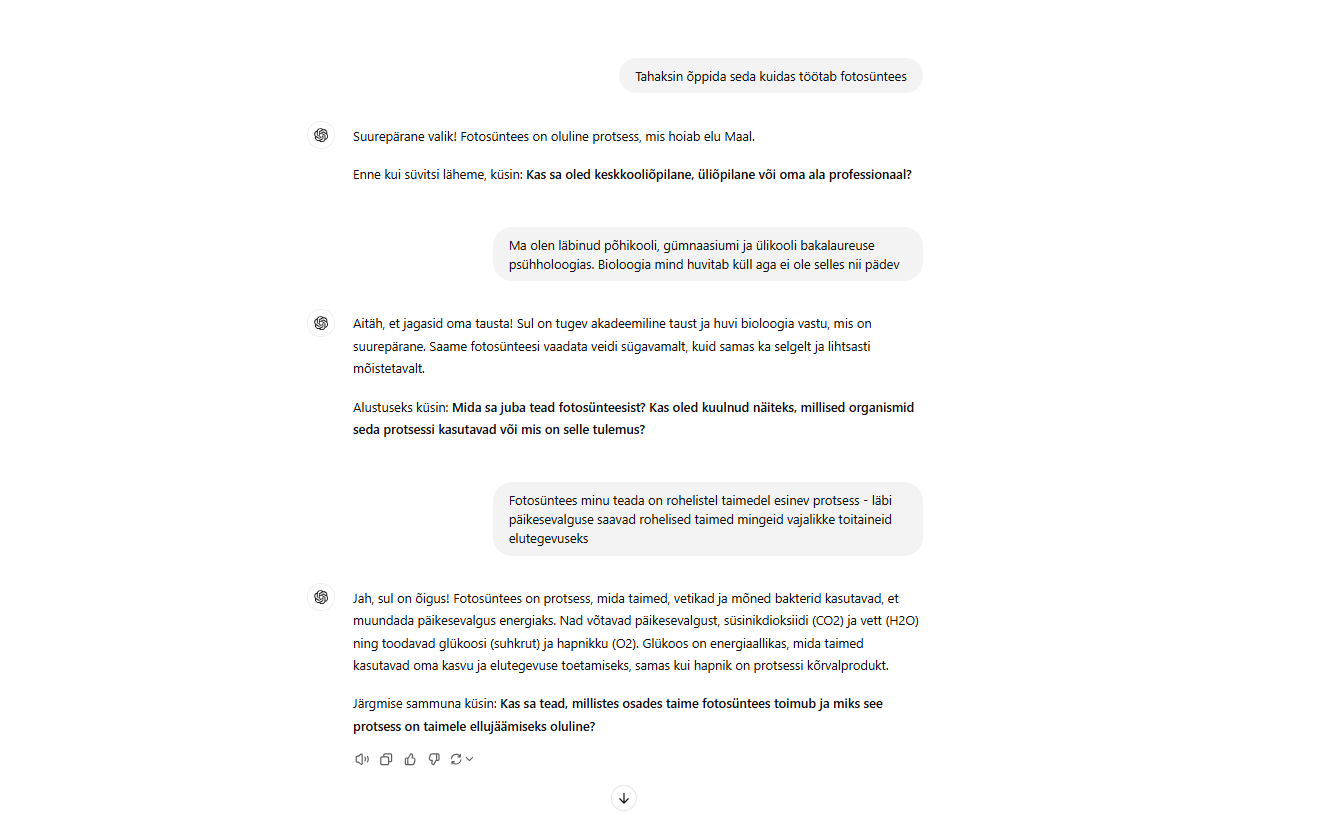 Tahaksin õppida seda kuidas töötab fotosüntees
Suurepärane valik! Fotosüntees on oluline protsess, mis hoiab elu Maal.
Enne kui süvitsi läheme, küsin: Kas sa oled keskkooliõpilane, üliõpilane või oma ala professionaal?
Ma olen läbinud põhikooli, gümnaasiumi ja ülikooli bakalaureuse
psühholoogias. Bioloogia mind huvitab küll aga ei ole selles nii pädev
Aitäh, et jagasid oma tausta! Sul on tugev akadeemiline taust ja huvi bioloogia vastu, mis on
suurepärane. Saame fotosünteesi vaadata veidi sügavamalt, kuid samas ka selgelt ja lihtsasti
mõistetavalt.
Alustuseks küsin: Mida sa juba tead fotosünteesist? Kas oled kuulnud näiteks, millised organismid
seda protsessi kasutavad või mis on selle tulemus?
Fotosüntees minu teada on rohelistel taimedel esinev protsess - läbi
päikesevalguse saavad rohelised taimed mingeid vajalikke toitaineid
elutegevuseks
Jah, sul on õigus! Fotosüntees on protsess, mida taimed, vetikad ja mõned bakterid kasutavad, et
muundada päikesevalgus energiaks. Nad võtavad päikesevalgust, süsinikdioksiidi (CO2) ja vett (H2O)
ning toodavad glükoosi (suhkrut) ja hapnikku (O2). Glükoos on energiaallikas, mida taimed
kasutavad oma kasvu ja elutegevuse toetamiseks, samas kui hapnik on protsessi kõrvalprodukt.
Järgmise sammuna küsin: Kas sa tead, millistes osades taime fotosüntees toimub ja miks see
protsess on taimele ellujäämiseks oluline?